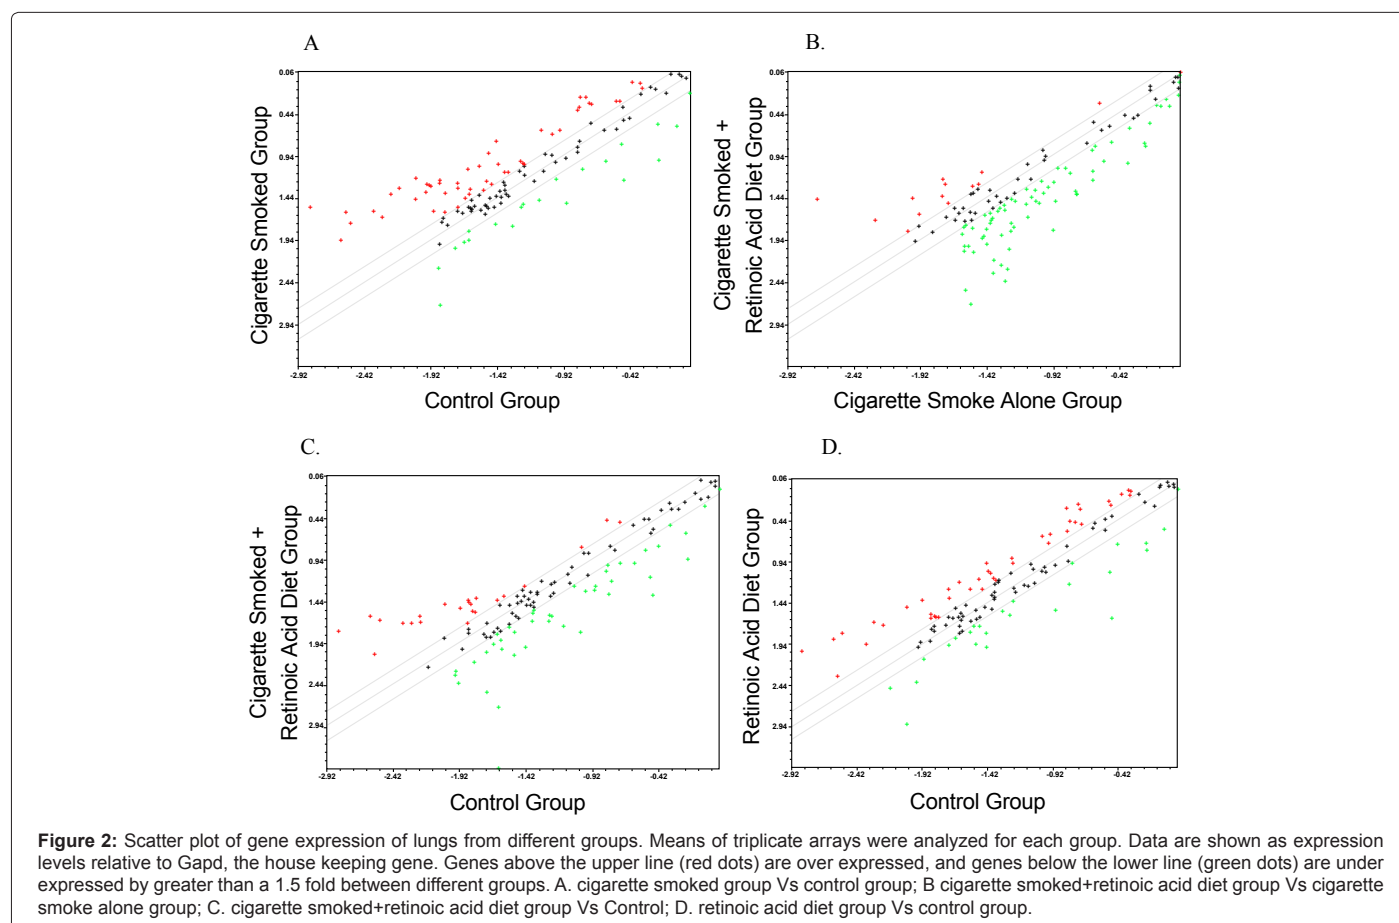 A
B.
Cigarette Smoked Group
0.06
0.44
0.94
1.44
1.94
2.44
2.94
-2.92 -2.42 -1.92 -1.42 -0.92 -0.42
Control Group
Cigarette Smoked +
Retinoic Acid Diet Group
0.06
0.44
0.94
1.44
1.94
2.44
2.94
-2.92 -2.42 -1.92 -1.42 -0.92 -0.42
Cigarette Smoke Alone Group
C.
D.
Cigarette Smoked +
Retinoic Acid Diet Group
0.06
0.44
0.94
1.44
1.94
2.44
2.94
-2.92 -2.42 -1.92 -1.42 -0.92 -0.42
Control Group
Retinoic Acid Diet Group
0.06
0.44
0.94
1.44
1.94
2.44
2.94
-2.92 -2.42 -1.92 -1.42 -0.92 -0.42
Control Group
Figure 2: Scatter plot of gene expression of lungs from different groups. Means of triplicate arrays were analyzed for each group. Data are shown as expression
levels relative to Gapd, the house keeping gene. Genes above the upper line (red dots) are over expressed, and genes below the lower line (green dots) are under
expressed by greater than a 1.5 fold between different groups. A. cigarette smoked group Vs control group; B cigarette smoked+retinoic acid diet group Vs cigarette
smoke alone group; C. cigarette smoked+retinoic acid diet group Vs Control; D. retinoic acid diet group Vs control group.